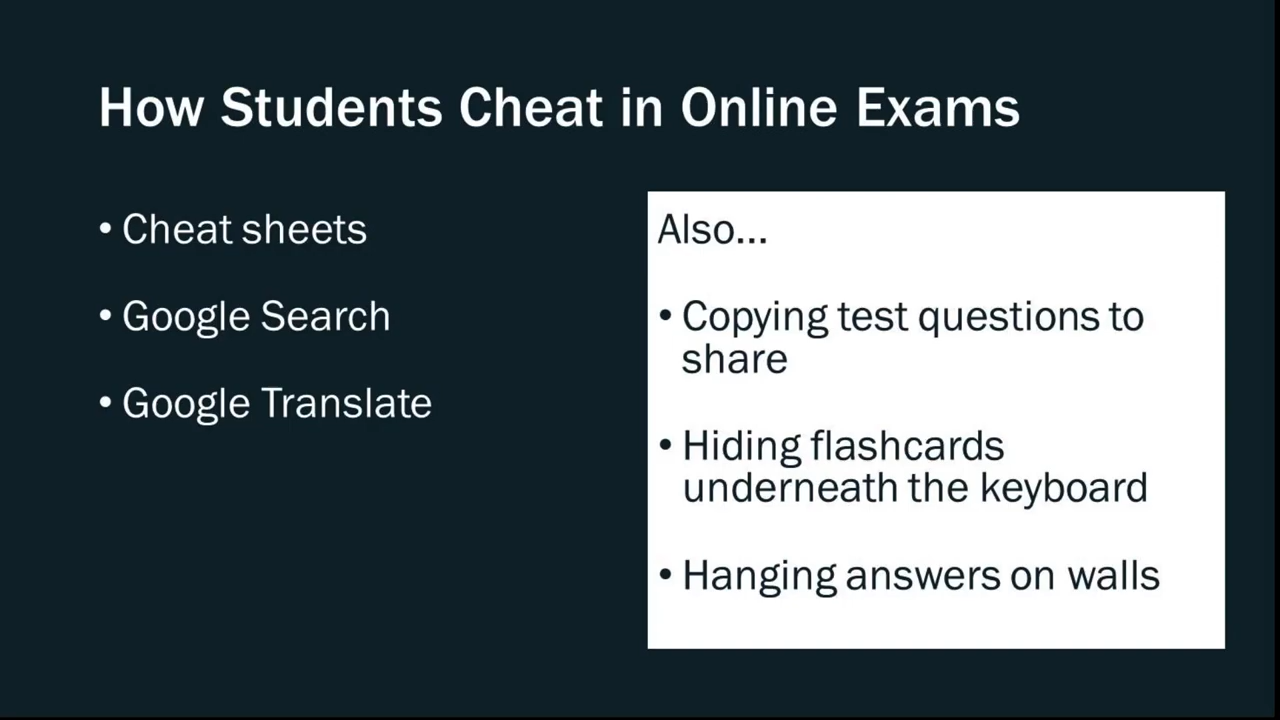 How Students Cheat in Online Exams
• Cheat sheets
• Google Search
• Google Translate
Also...
• Copying test questions to
share
• Hiding flashcards
underneath the keyboard
• Hanging answers on walls